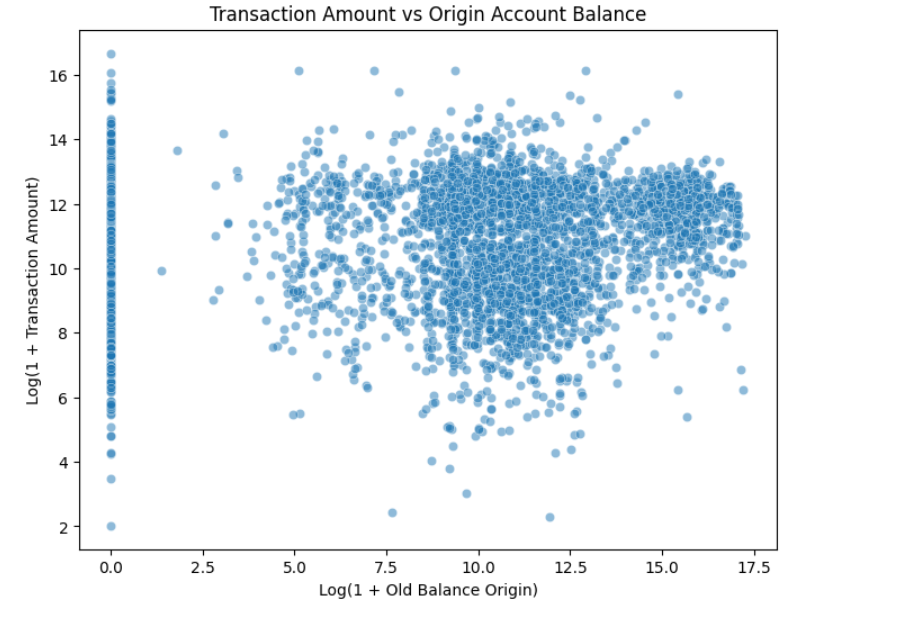 Transaction Amount vs Origin Account Balance
16
14
12
10
8
6
4
2
Log(1 + Transaction Amount)
0.0 2.5 5.0 7.5 10.0 12.5 15.0 17.5
Log(1 + Old Balance Origin)